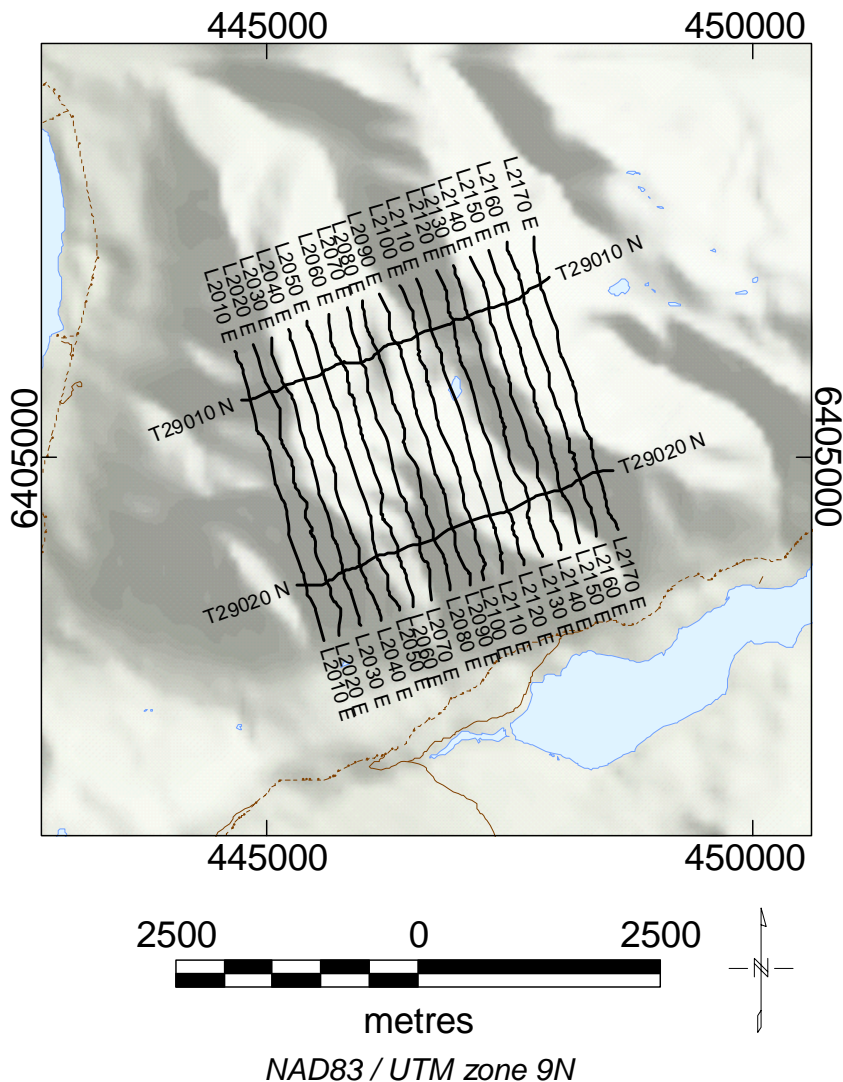 445000 450000
L2170 E
L2160 E
L2150 E
L2140 E
L2130 E
L2120 E
L2110 E
L2100 E
L2090 E
L2080 E
L2070 E
L2060 E
L2050 E
L2040 E
L2030 E
L2020 E
L2010 E
T29010 N
T29010 N
6405000 6405000
T29020 N
T29020 N
L2170 E
L2160 E
L2150 E
L2140 E
L2130 E
L2120 E
L2110 E
L2100 E
L2090 E
L2080 E
L2070 E
L2060 E
L2050 E
L2040 E
L2030 E
L2020 E
L2010 E
445000 450000
2500 0 2500
N
metres
NAD83 / UTM zone 9N